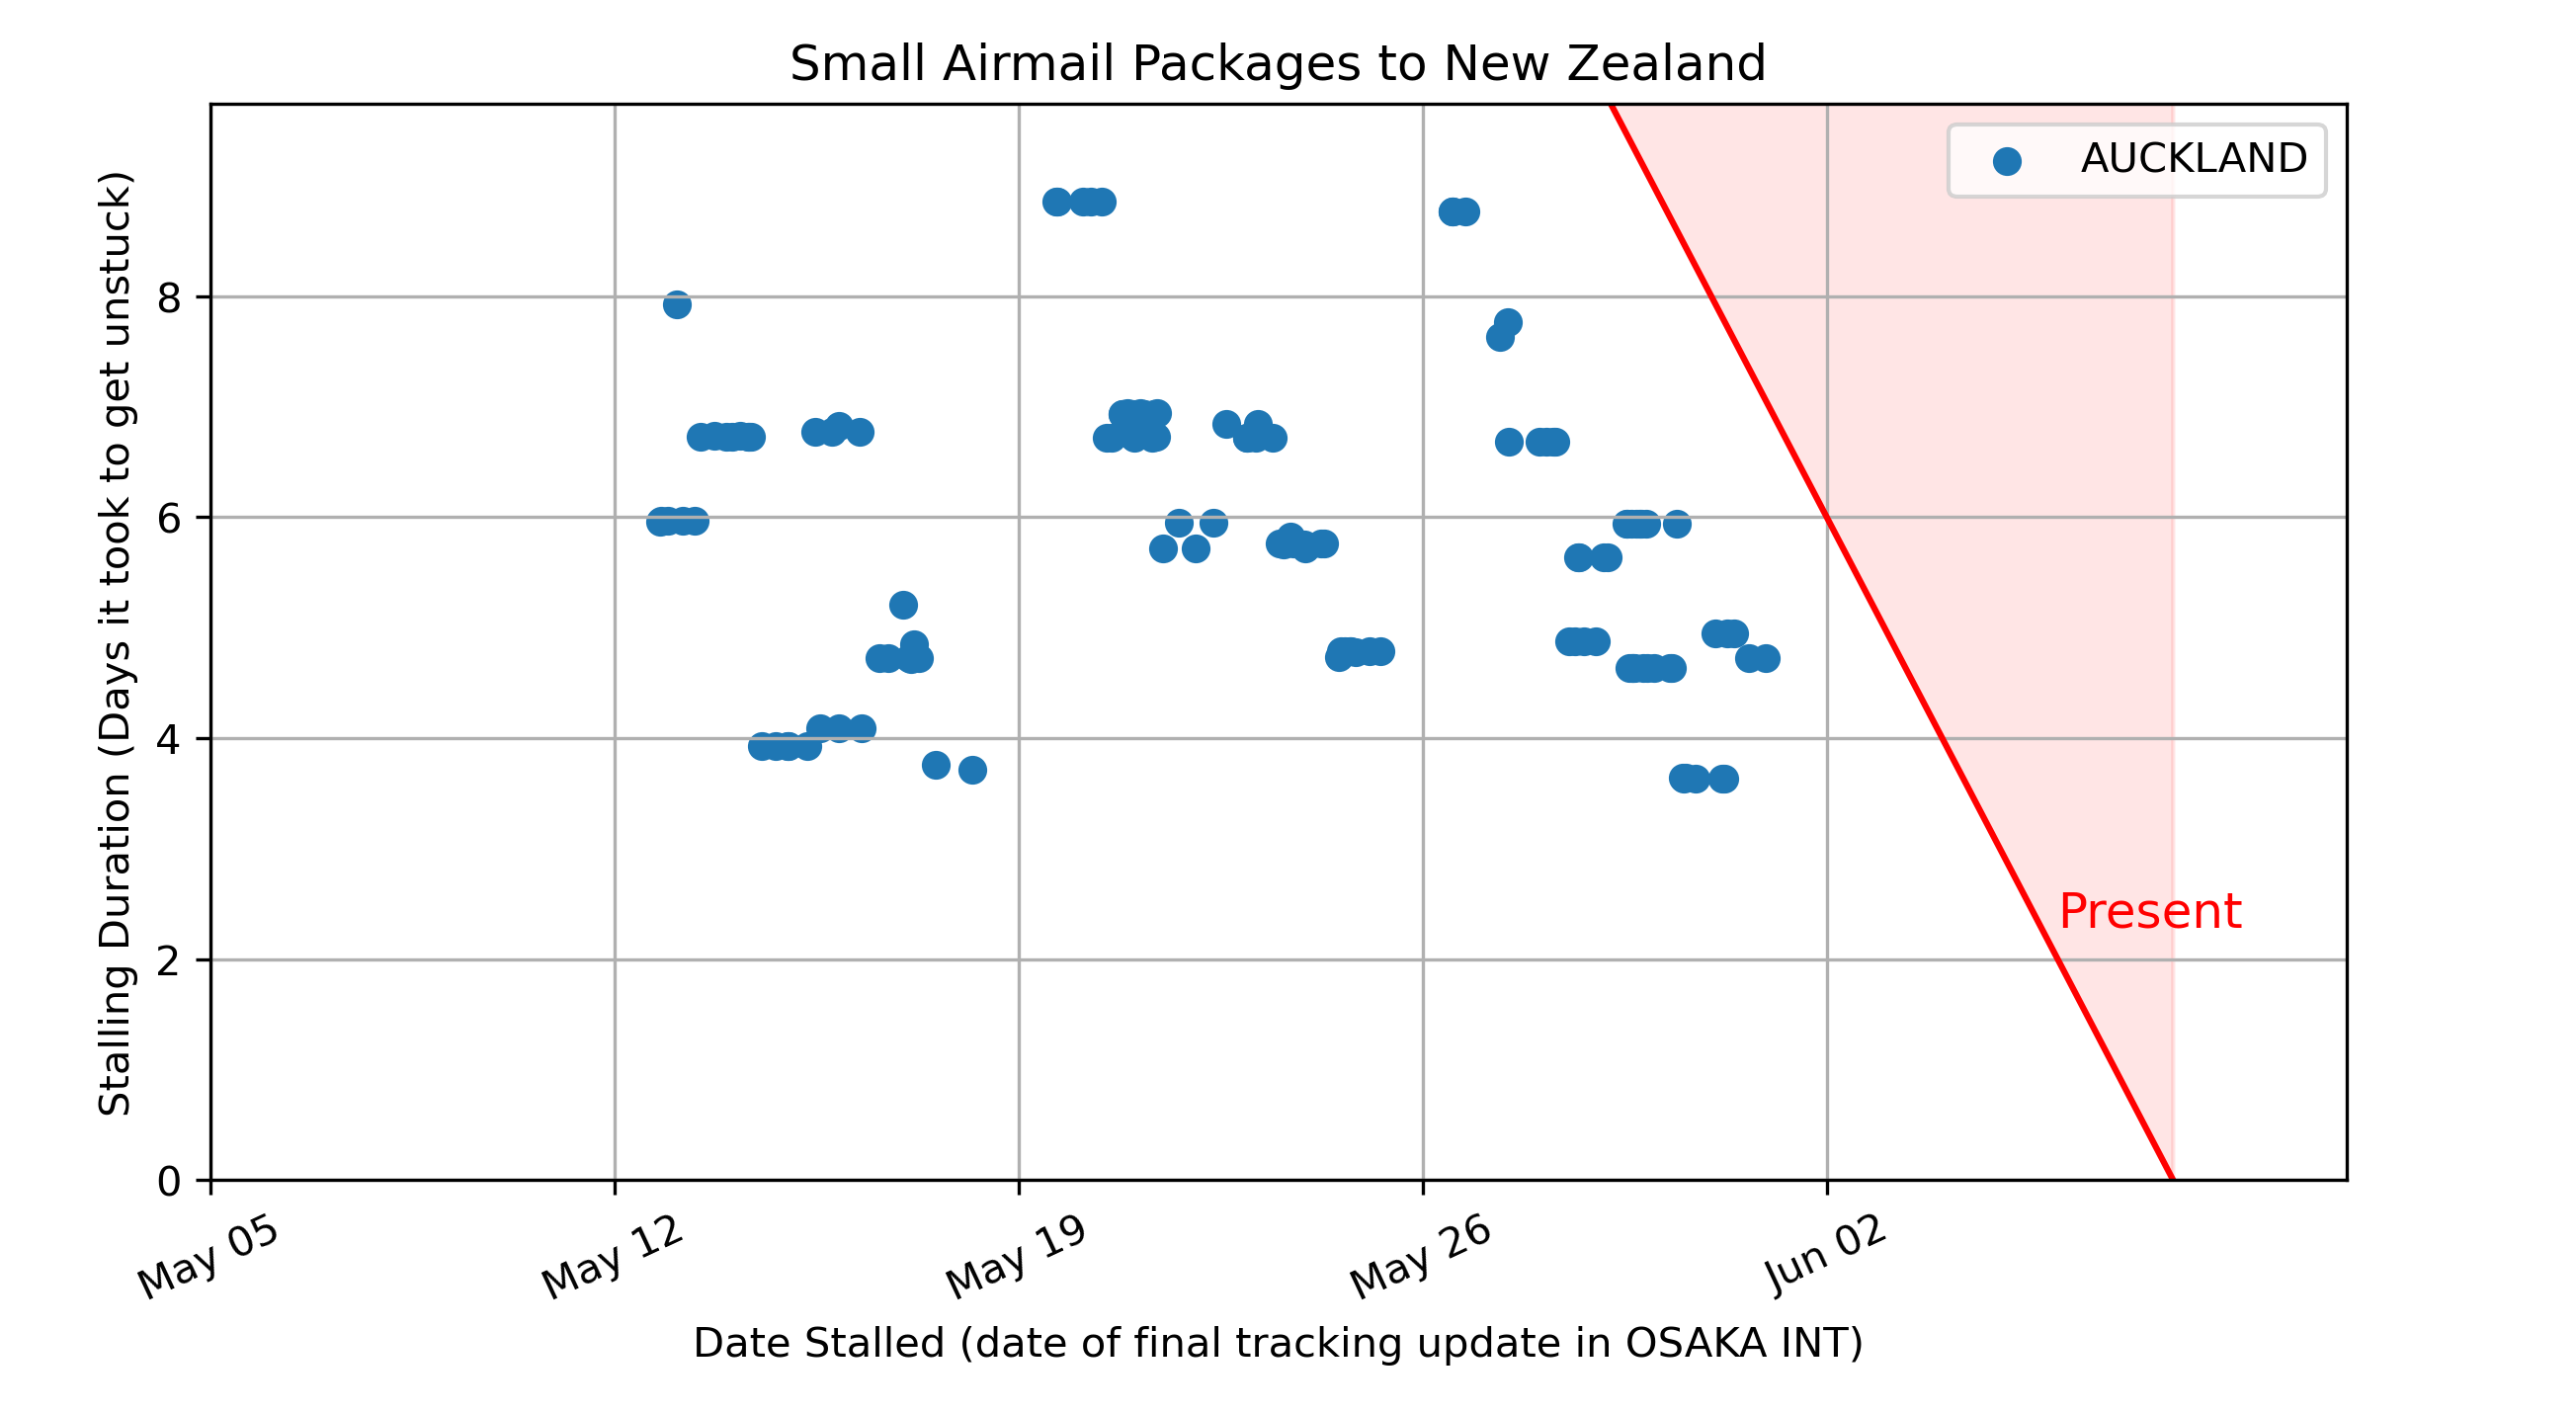 Small Airmail Packages to New Zealand
AUCKLAND
Stalling Duration (Days it took to get unstuck)
8
6
4
2
0
Present
May 05
May 12
May 19
May 26
Jun 02
Date Stalled (date of final tracking update in OSAKA INT)